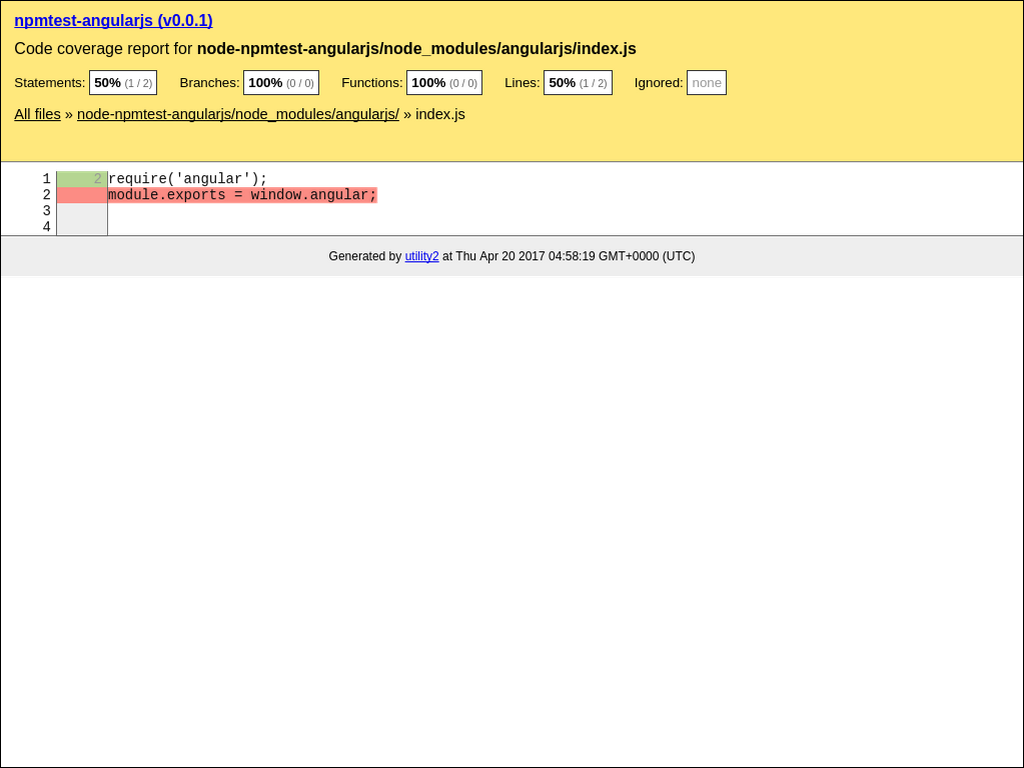 npmtest-angularjs (v0.0.1)
Code coverage report for node-npmtest-angularjs/node_modules/angularjs/index.js
Statements: 50% (1 / 2) Branches: 100% (0 / 0) Functions: 100% (0 / 0) Lines: 50% (1 / 2) Ignored: none
All files » node-npmtest-angularjs/node_modules/angularjs/ » index.js
1 2 require('angular');
2 module.exports = window.angular;
3
4
Generated by utility2 at Thu Apr 20 2017 04:58:19 GMT+0000 (UTC)